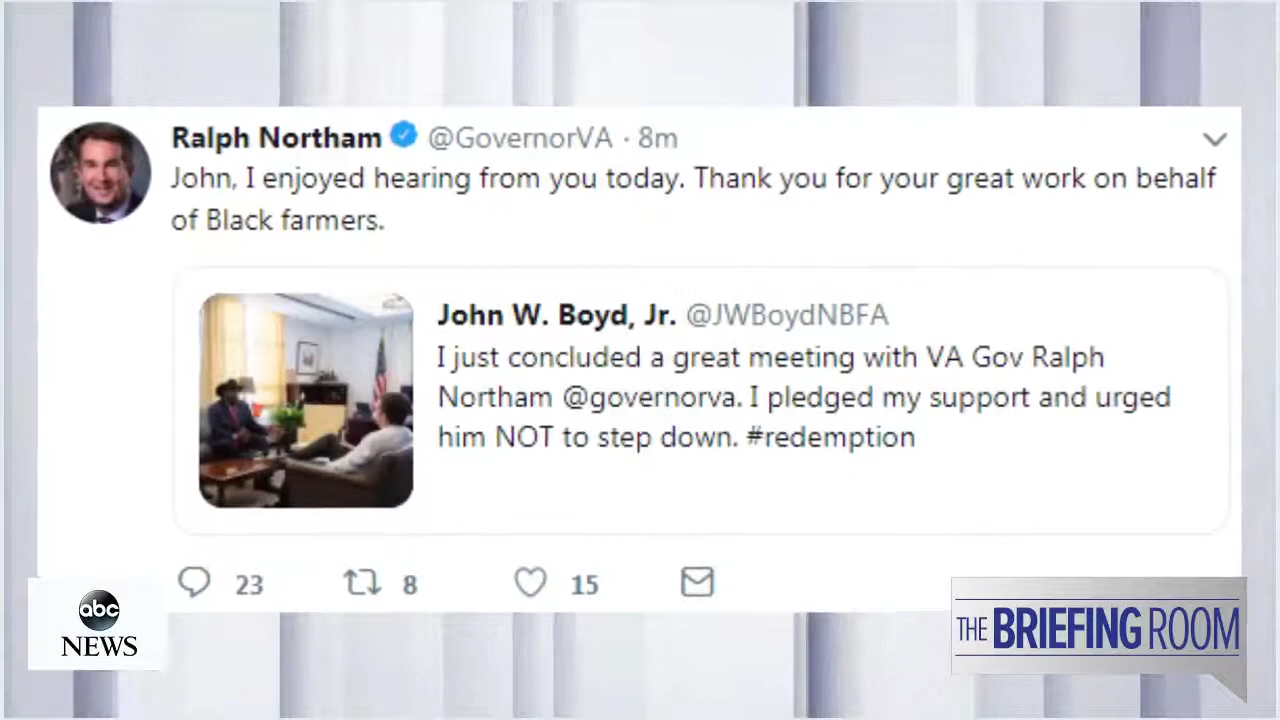 Ralph Northam @GovernorVA · 8m
John, I enjoyed hearing from you today. Thank you for your great work on behalf
of Black farmers.
John W. Boyd, Jr. @JWBoydNBFA
I just concluded a great meeting with VA Gov Ralph
Northam @governorva. I pledged my support and urged
him NOT to step down. #redemption
23 8 15
abc
NEWS
THE BRIEFING ROOM